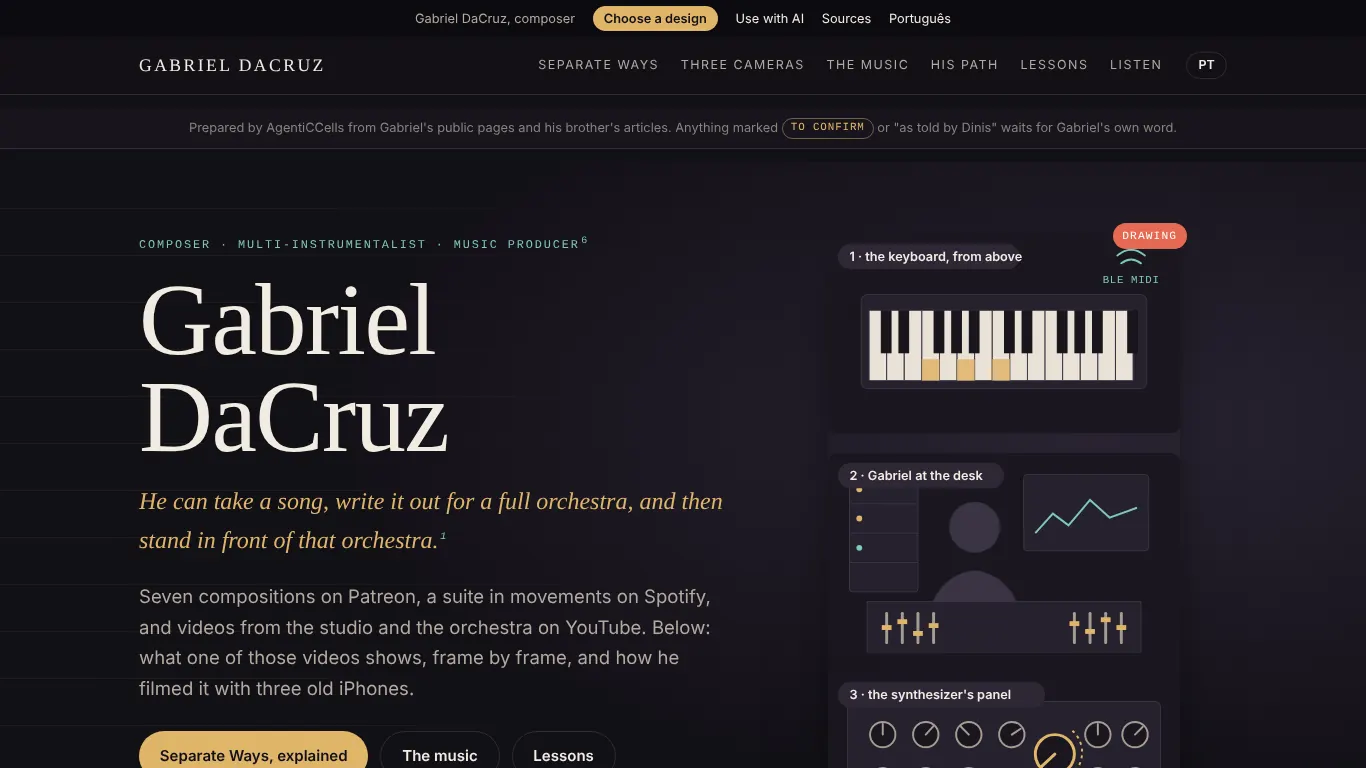 Gabriel DaCruz, composer Choose a design Use with AI Sources Português
GABRIEL DACRUZ SEPARATE WAYS THREE CAMERAS THE MUSIC HIS PATH LESSONS LISTEN PT
Prepared by AgentiCCells from Gabriel's public pages and his brother's articles. Anything marked TO CONFIRM or "as told by Dinis" waits for Gabriel's own word.
COMPOSER · MULTI-INSTRUMENTALIST · MUSIC PRODUCER6
Gabriel
DaCruz
He can take a song, write it out for a full orchestra, and then
stand in front of that orchestra.1
Seven compositions on Patreon, a suite in movements on Spotify,
and videos from the studio and the orchestra on YouTube. Below:
what one of those videos shows, frame by frame, and how he
filmed it with three old iPhones.
Separate Ways, explained The music Lessons
DRAWING
1 · the keyboard, from above
BLE MIDI
2 · Gabriel at the desk
3 · the synthesizer's panel